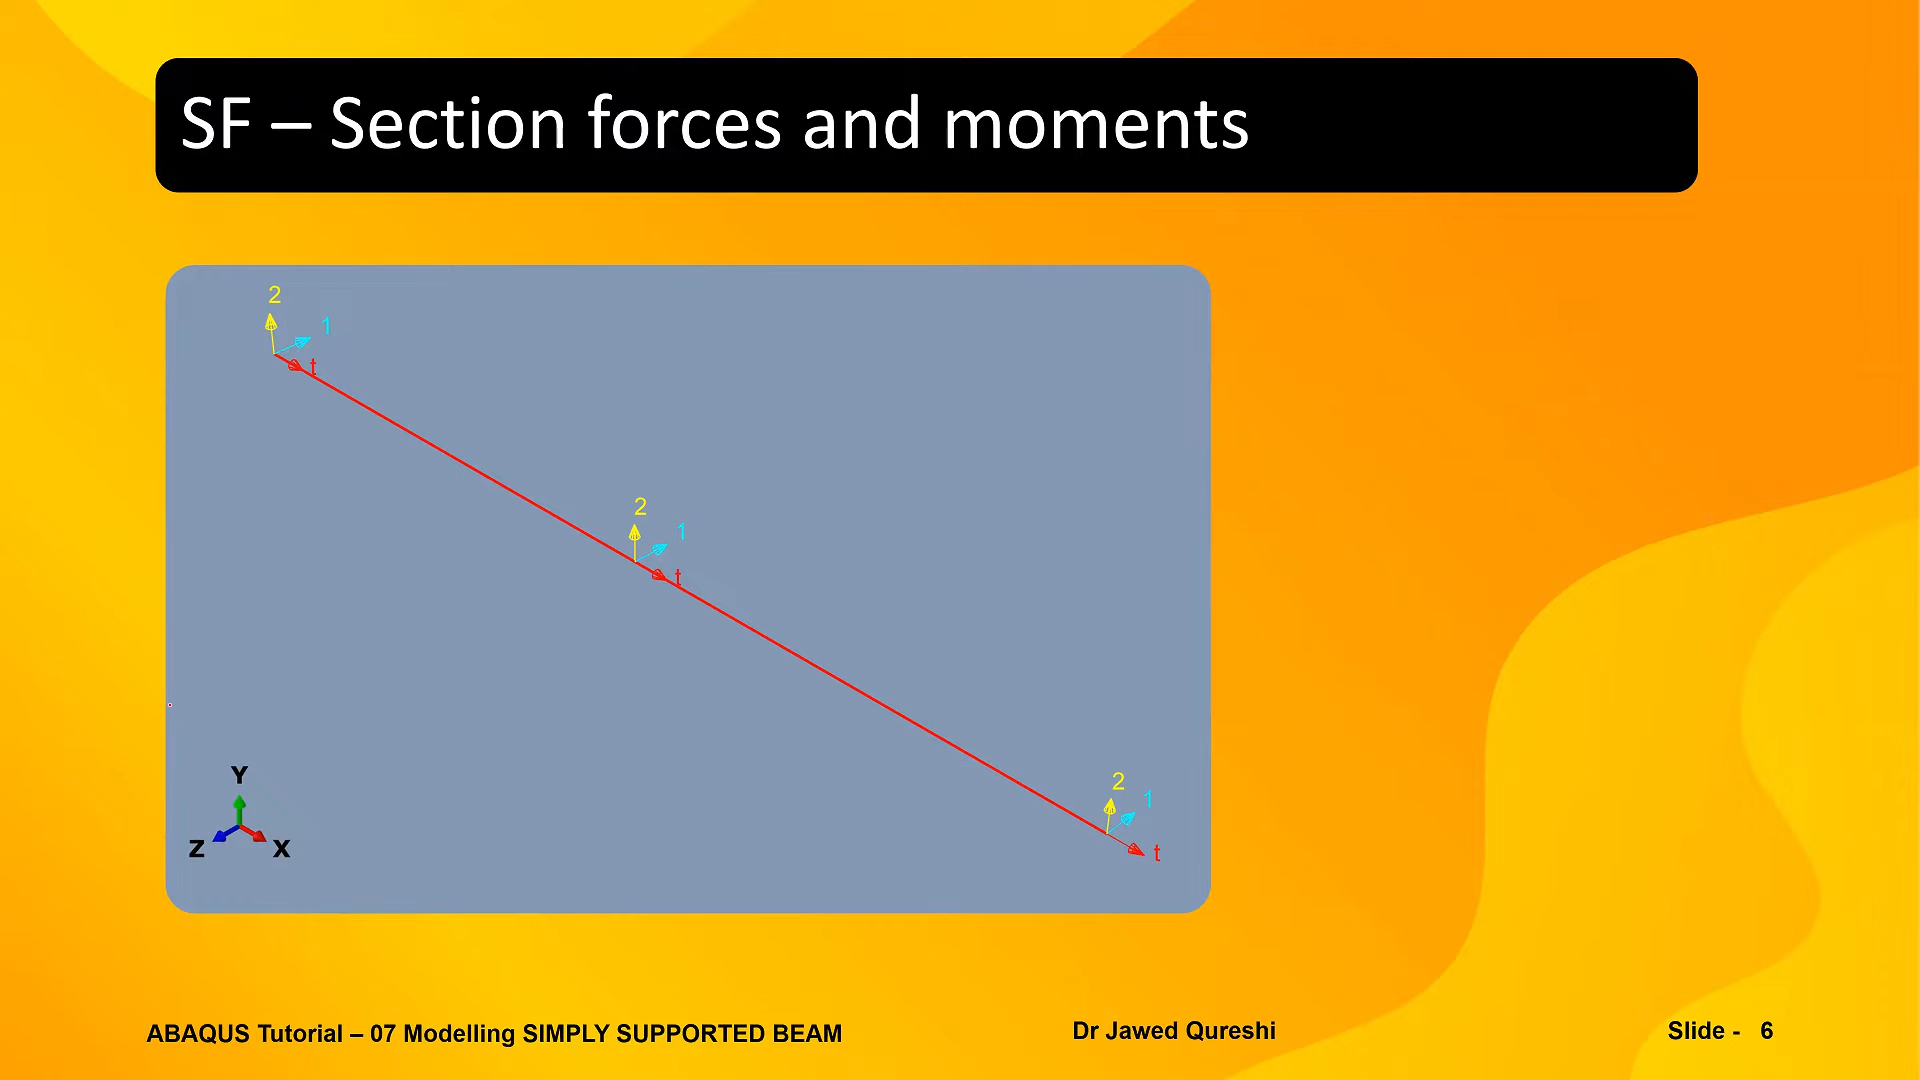 SF – Section forces and moments
2
1
t
2
1
t
2
1
t
Y
Z X
ABAQUS Tutorial – 07 Modelling SIMPLY SUPPORTED BEAM
Dr Jawed Qureshi
Slide - 6